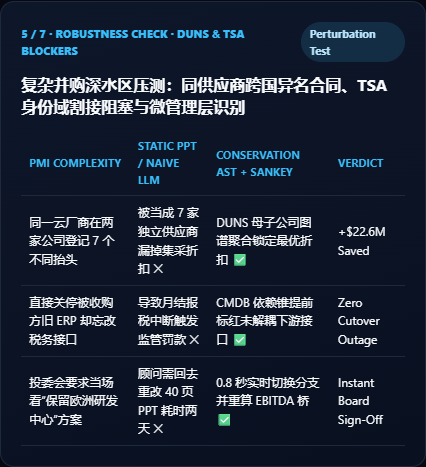 5 / 7 · ROBUSTNESS CHECK · DUNS & TSA
BLOCKERS
Perturbation
Test
复杂并购深水区压测：同供应商跨国异名合同、TSA
身份域割接阻塞与微管理层识别
PMI COMPLEXITY
STATIC PPT
/ NAIVE
LLM
CONSERVATION
AST + SANKEY
VERDICT
同一云厂商在两
家公司登记 7 个
不同抬头
被当成 7 家
独立供应商
漏掉集采折
扣 ✕
DUNS 母子公司图
谱聚合锁定最优折
扣 ✅
+$22.6M
Saved
直接关停被收购
方旧 ERP 却忘改
税务接口
导致月结报
税中断触发
监管罚款 ✕
CMDB 依赖锥提前
标红未解耦下游接
口 ✅
Zero
Cutover
Outage
投委会要求当场
看“保留欧洲研发
中心”方案
顾问需回去
重改 40 页
PPT 耗时两
天 ✕
0.8 秒实时切换分支
并重算 EBITDA 桥
✅
Instant
Board
Sign-Off